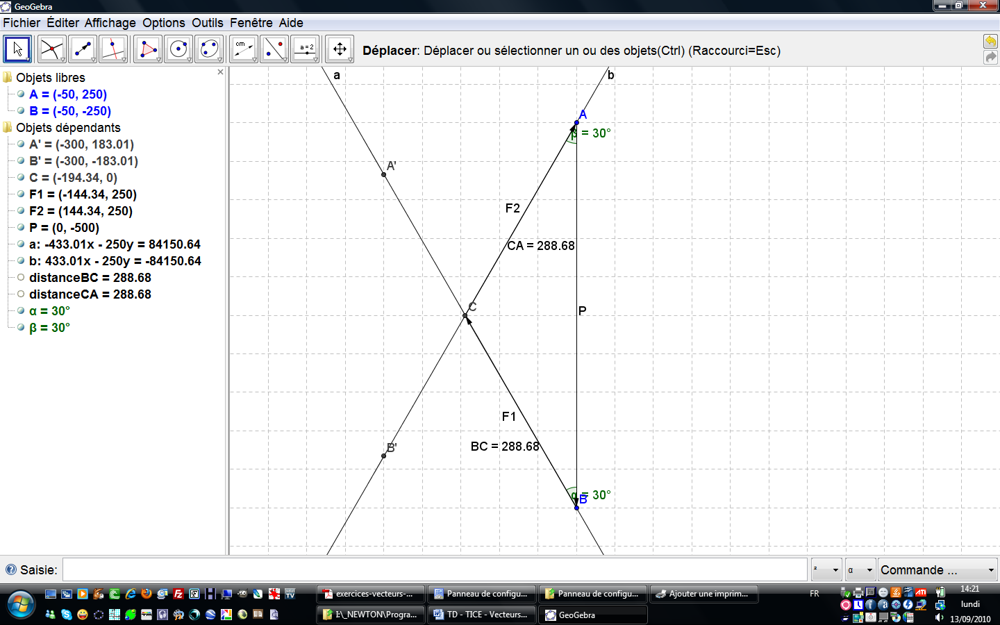 GeoGebra
Fichier Éditer Affichage Options Outils Fenêtre Aide
cm
a = 2
Déplacer: Déplacer ou sélectionner un ou des objets(Ctrl) (Raccourci=Esc)
Objets libres
A = (-50, 250)
B = (-50, -250)
Objets dépendants
A' = (-300, 183.01)
B' = (-300, -183.01)
C = (-194.34, 0)
F1 = (-144.34, 250)
F2 = (144.34, 250)
P = (0, -500)
a: -433.01x - 250y = 84150.64
b: 433.01x - 250y = -84150.64
distanceBC = 288.68
distanceCA = 288.68
α = 30°
β = 30°
a
b
A
β = 30°
A'
F2
CA = 288.68
C
P
F1
BC = 288.68
B'
α = 30°
B
Saisie:
²
α
Commande ...
exercices-vecteurs-...
Panneau de configu...
Panneau de configu...
Ajouter une imprim...
I:\_NEWTON\Progra...
TD - TICE - Vecteurs...
GeoGebra
FR
14:21
lundi
13/09/2010